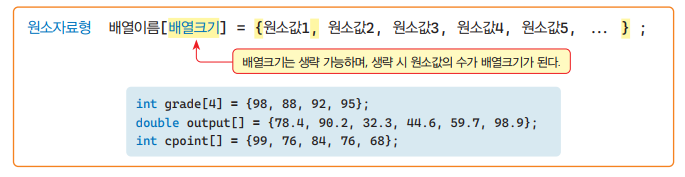 원소자료형 배열이름[배열크기] = {원소값1, 원소값2, 원소값3, 원소값4, 원소값5, ... } ;
배열크기는 생략 가능하며, 생략 시 원소값의 수가 배열크기가 된다.
int grade[4] = {98, 88, 92, 95};
double output[] = {78.4, 90.2, 32.3, 44.6, 59.7, 98.9};
int cpoint[] = {99, 76, 84, 76, 68};